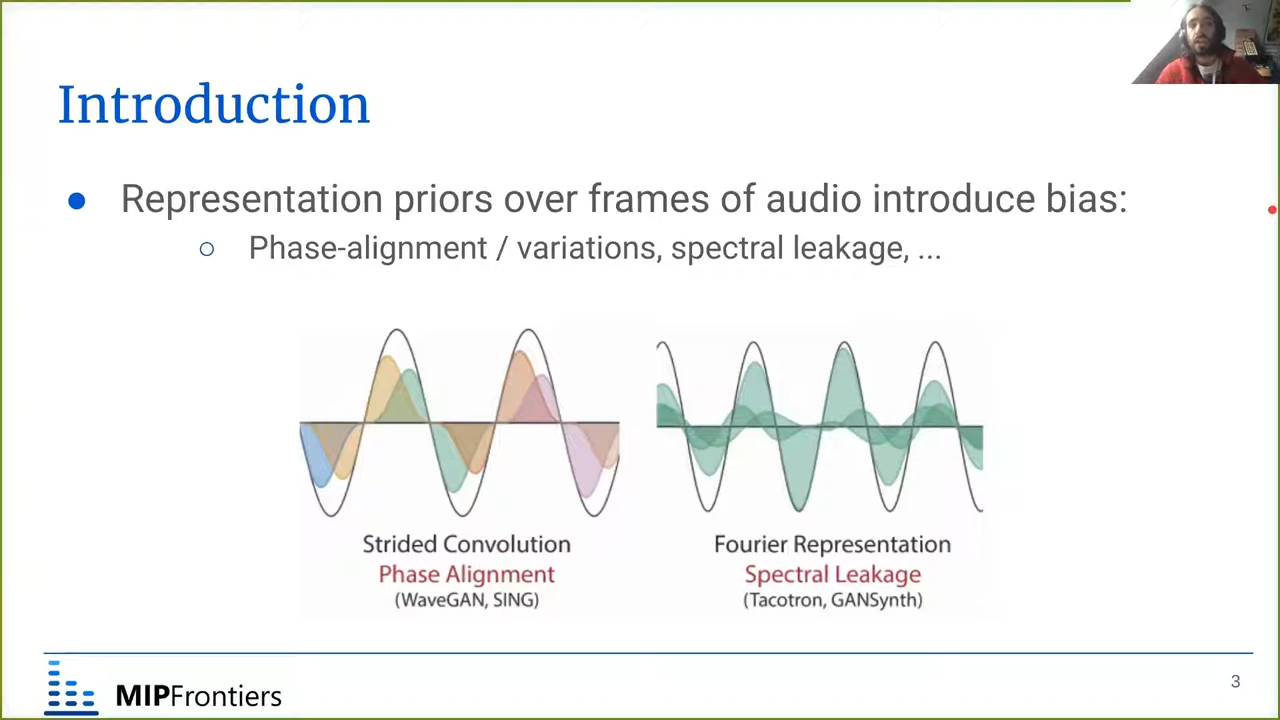 Introduction
● Representation priors over frames of audio introduce bias:
○ Phase-alignment / variations, spectral leakage, ...
Strided Convolution
Phase Alignment
(WaveGAN, SING)
Fourier Representation
Spectral Leakage
(Tacotron, GANSynth)
MIPFrontiers
3